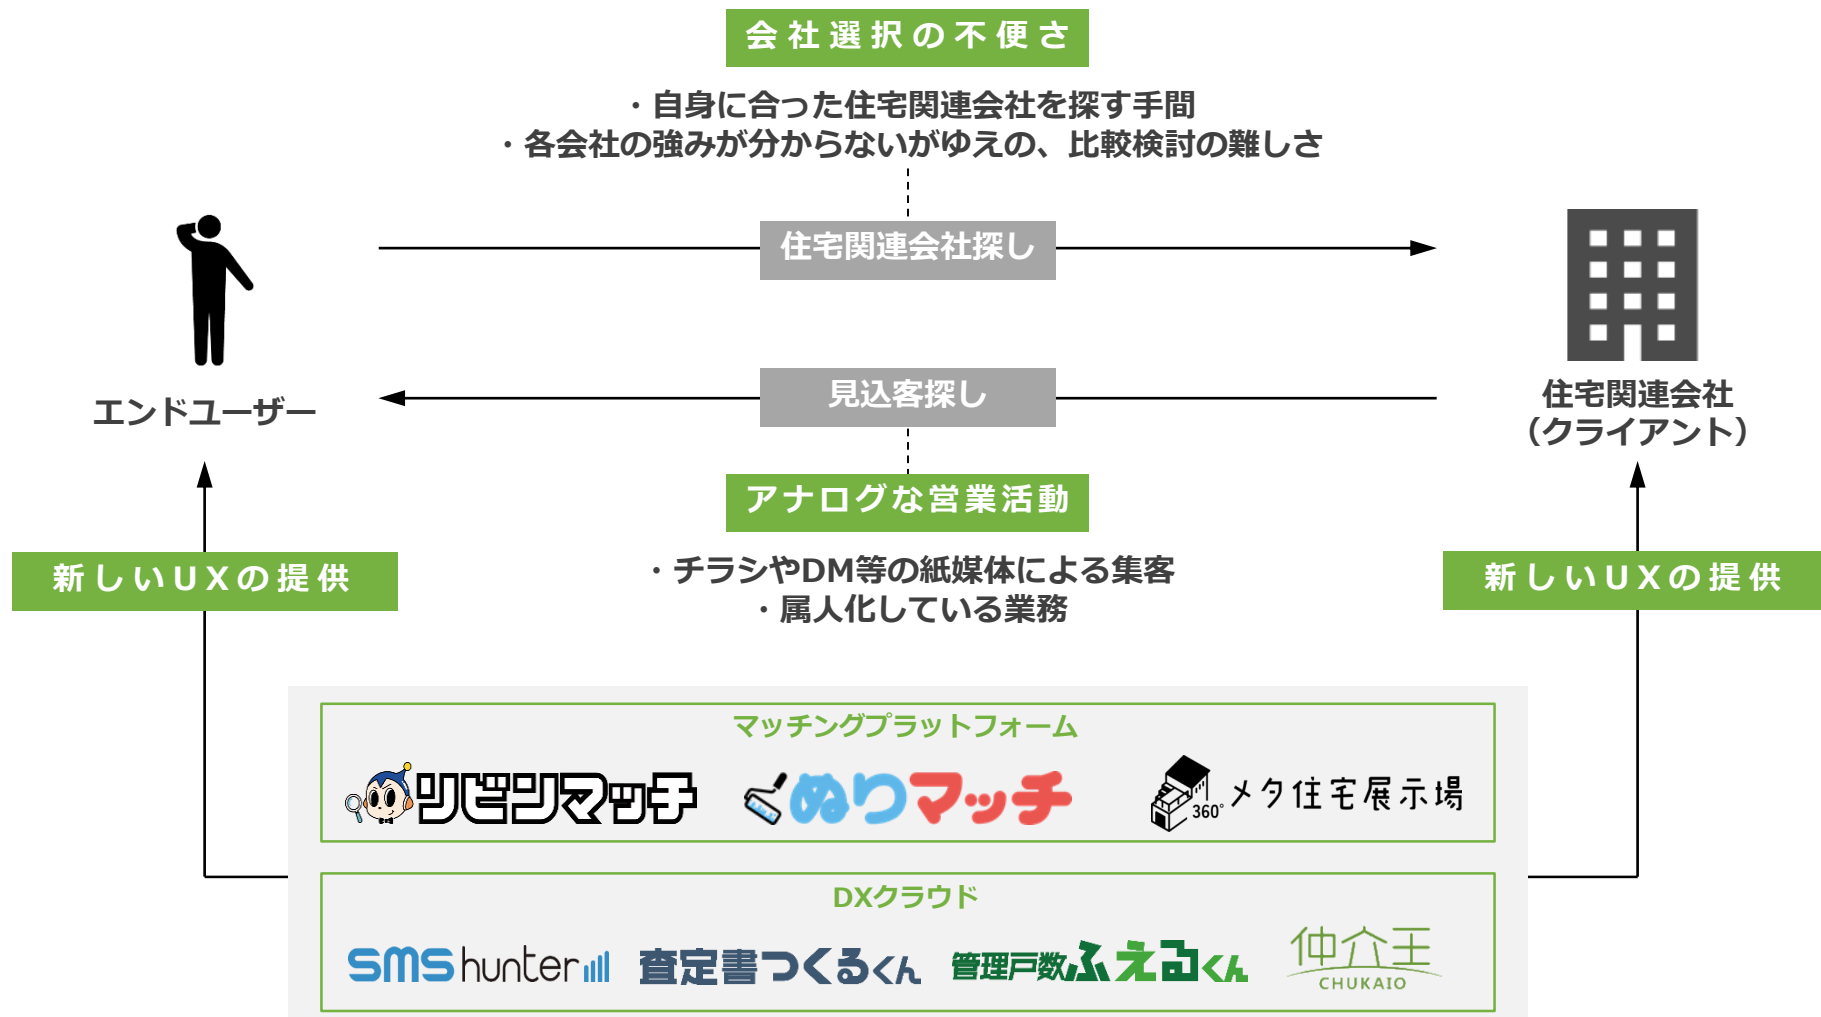 会社選択の不便さ
・自身に合った住宅関連会社を探す手間
・各会社の強みが分からないがゆえの、比較検討の難しさ
住宅関連会社探し
見込客探し
エンドユーザー
住宅関連会社
（クライアント）
アナログな営業活動
・チラシやDM等の紙媒体による集客
・属人化している業務
新しいUXの提供
新しいUXの提供
マッチングプラットフォーム
リビンマッチ
ぬりマッチ
360°メタ住宅展示場
DXクラウド
SMS hunter
査定書つくるくん
管理戸数ふえるくん
仲介王
CHUKAIO